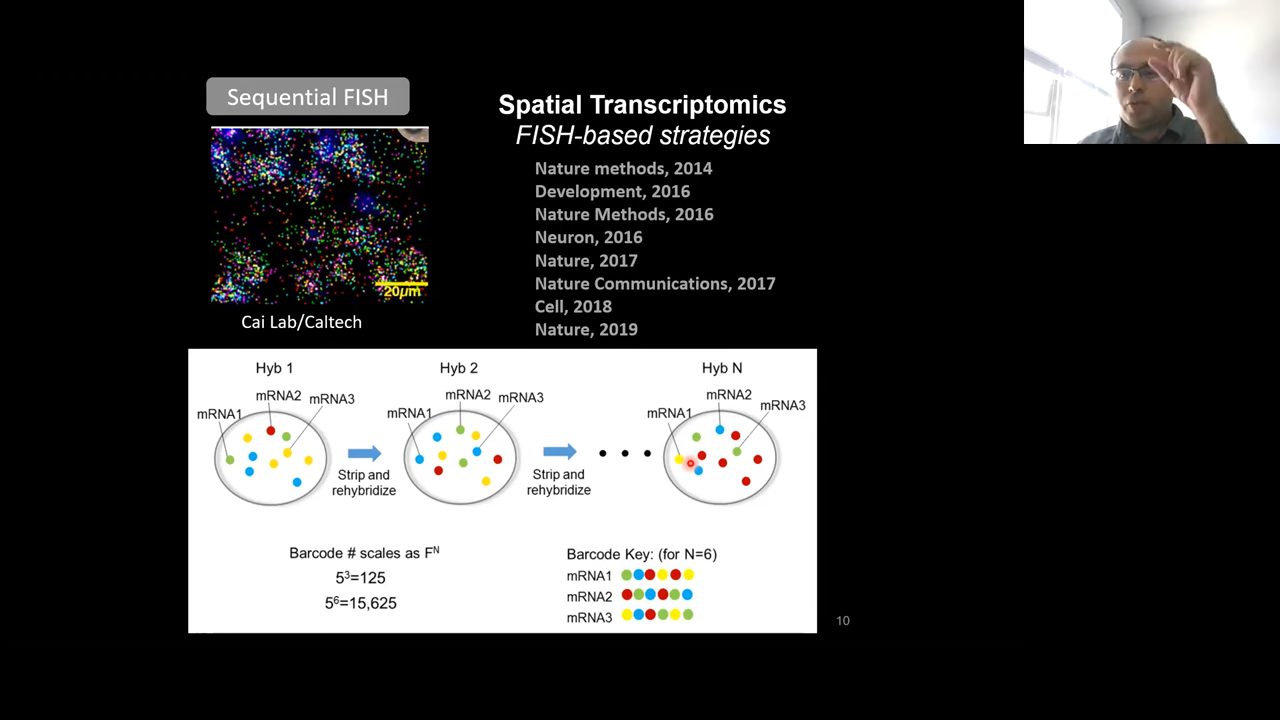 Sequential FISH
20μm
Cai Lab/Caltech
Spatial Transcriptomics
FISH-based strategies
Nature methods, 2014
Development, 2016
Nature Methods, 2016
Neuron, 2016
Nature, 2017
Nature Communications, 2017
Cell, 2018
Nature, 2019
Hyb 1
mRNA1
mRNA2
mRNA3
Strip and
rehybridize
Hyb 2
mRNA1
mRNA2
mRNA3
Strip and
rehybridize
Hyb N
mRNA1
mRNA2
mRNA3
Barcode # scales as Fᴺ
5³=125
5⁶=15,625
Barcode Key: (for N=6)
mRNA1
mRNA2
mRNA3
10